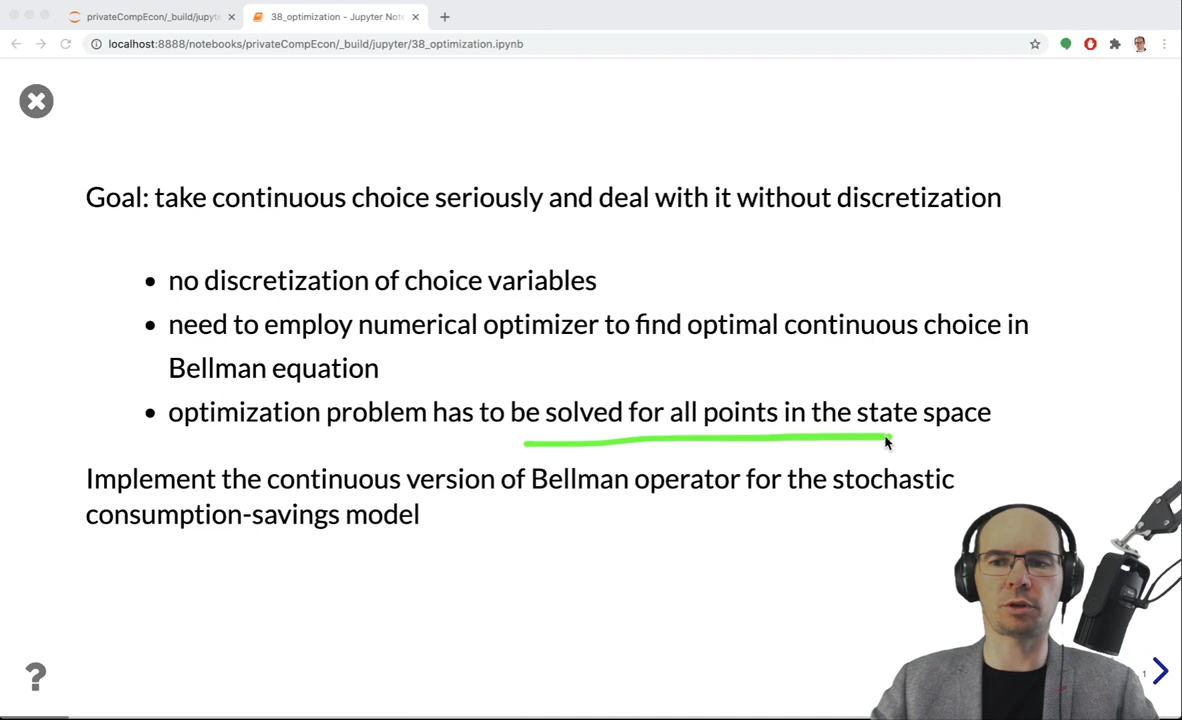 privateCompEcon/_build/jupyte
38_optimization - Jupyter Note
localhost:8888/notebooks/privateCompEcon/_build/jupyter/38_optimization.ipynb
Goal: take continuous choice seriously and deal with it without discretization
• no discretization of choice variables
• need to employ numerical optimizer to find optimal continuous choice in
Bellman equation
• optimization problem has to be solved for all points in the state space
Implement the continuous version of Bellman operator for the stochastic
consumption-savings model
?
1